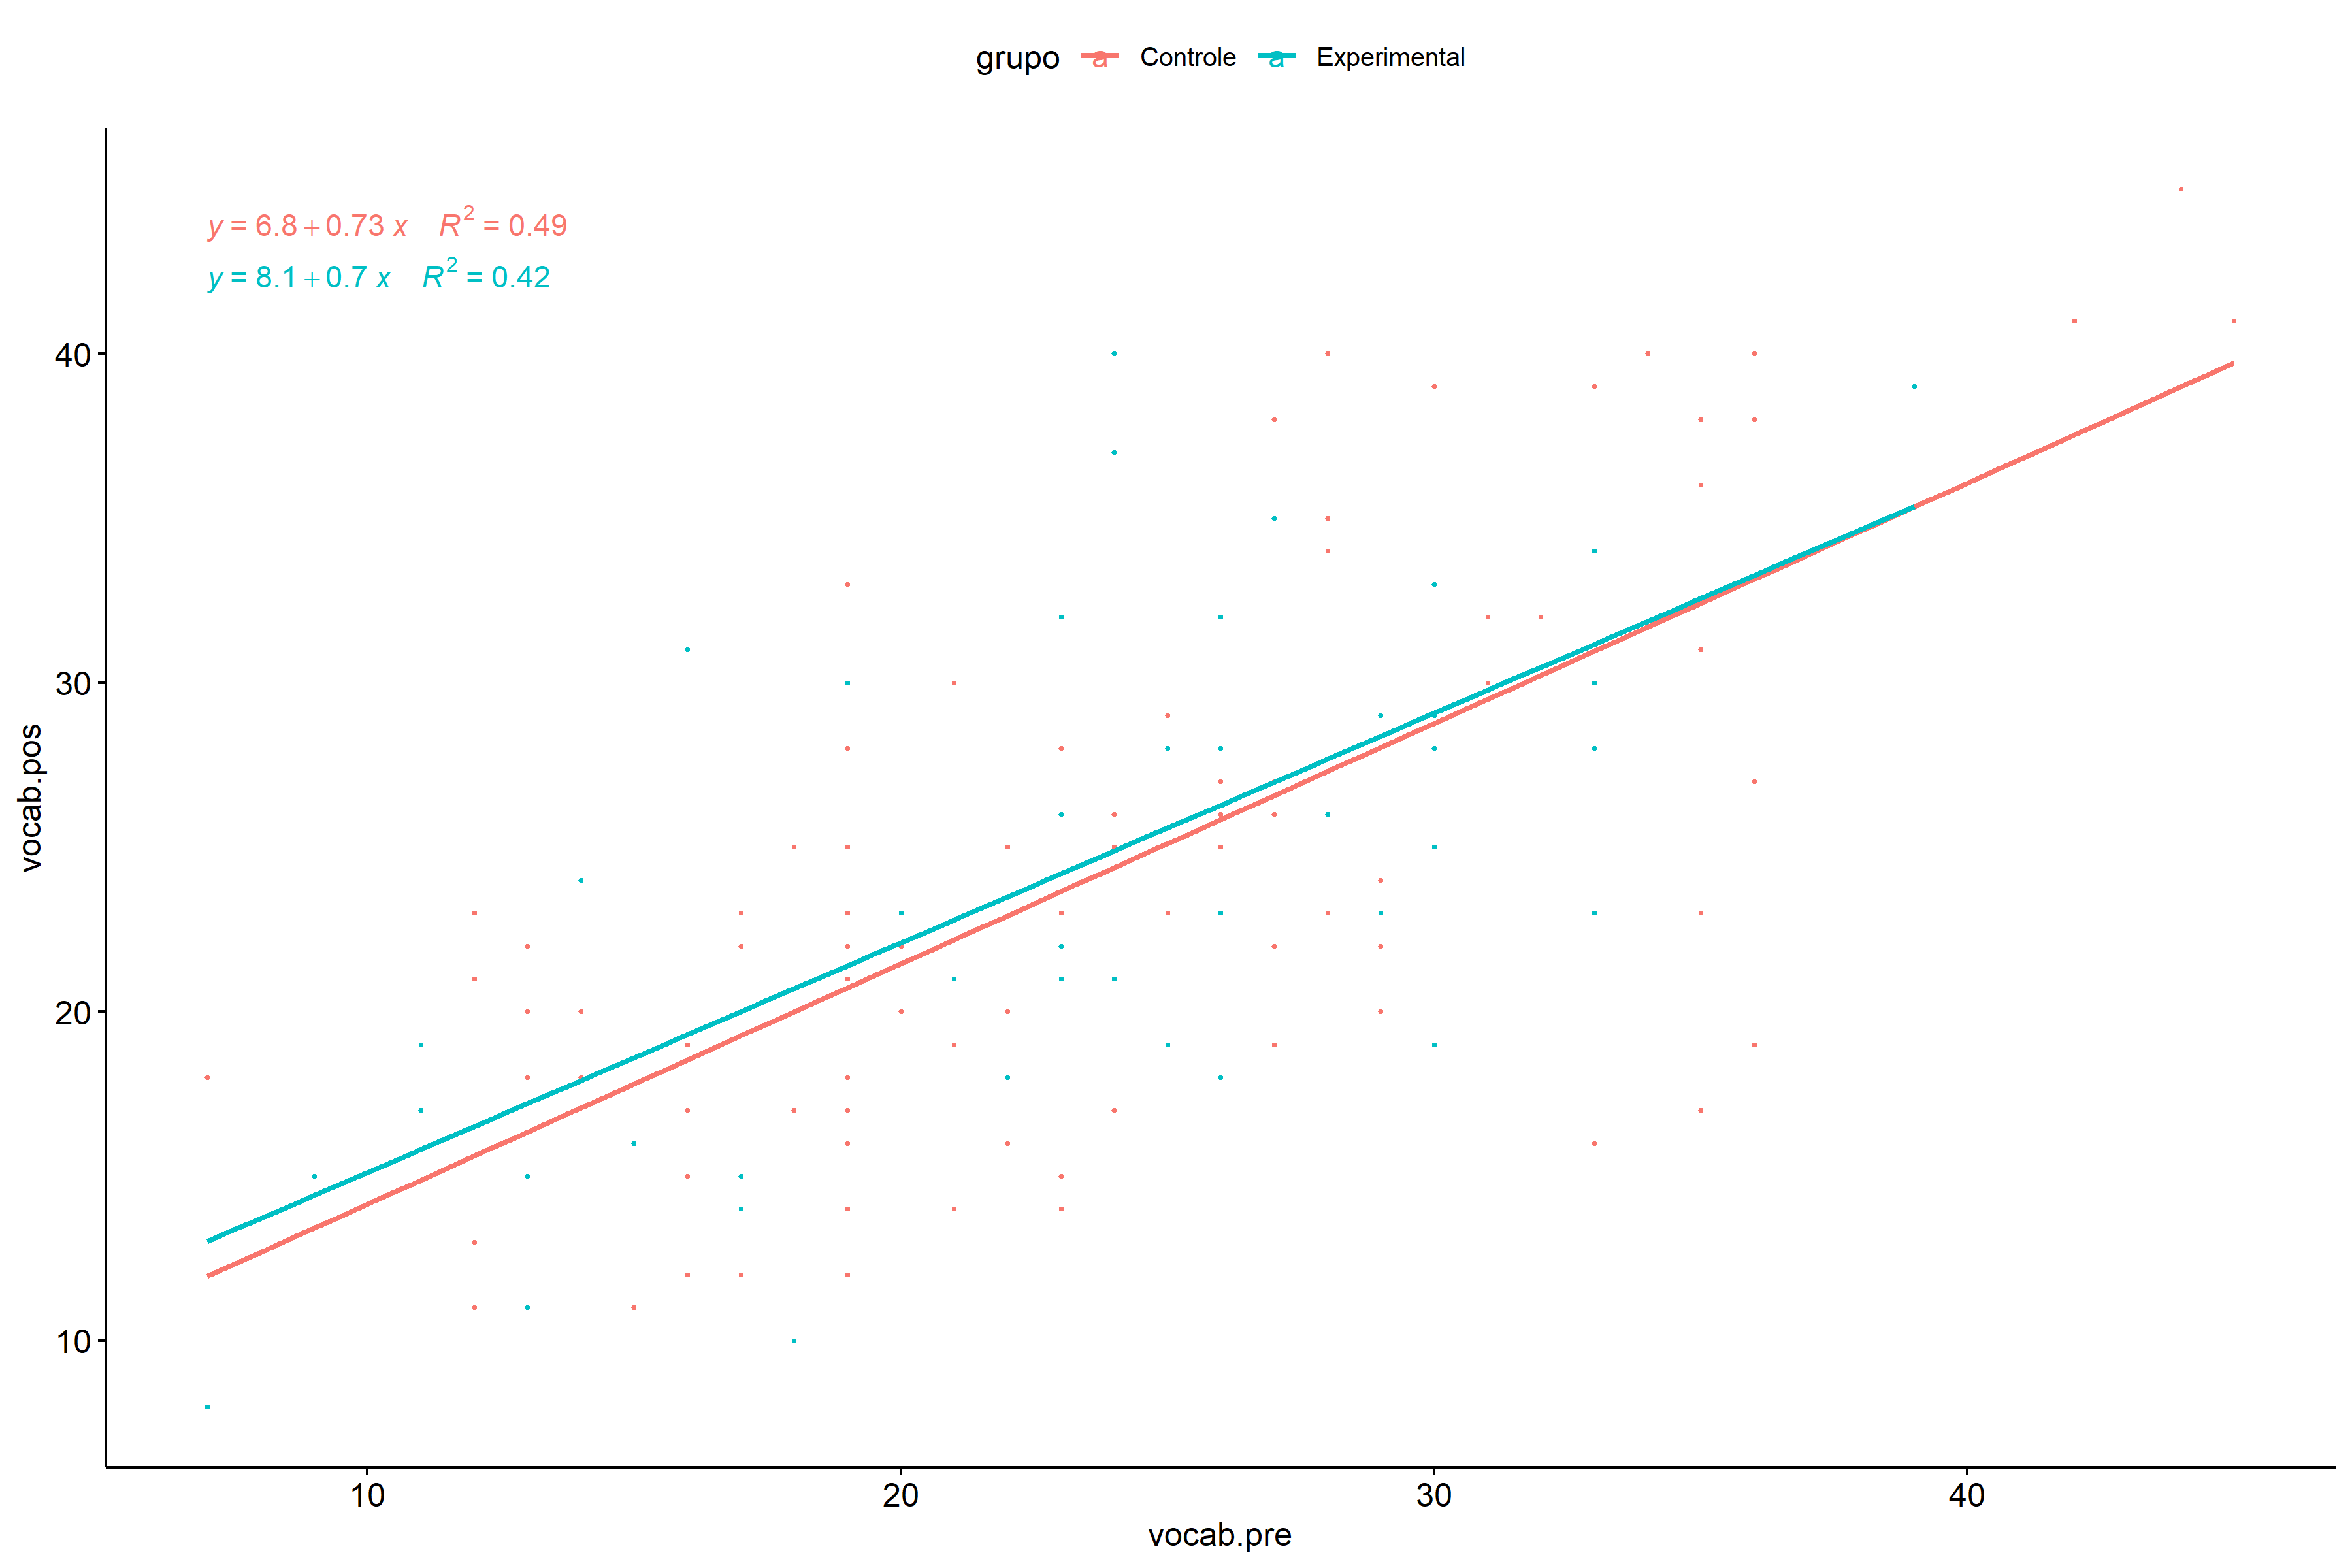 grupo a Controle a Experimental
y = 6.8 + 0.73 x R² = 0.49
y = 8.1 + 0.7 x R² = 0.42
40
30
20
10
vocab.pos
10 20 30 40
vocab.pre